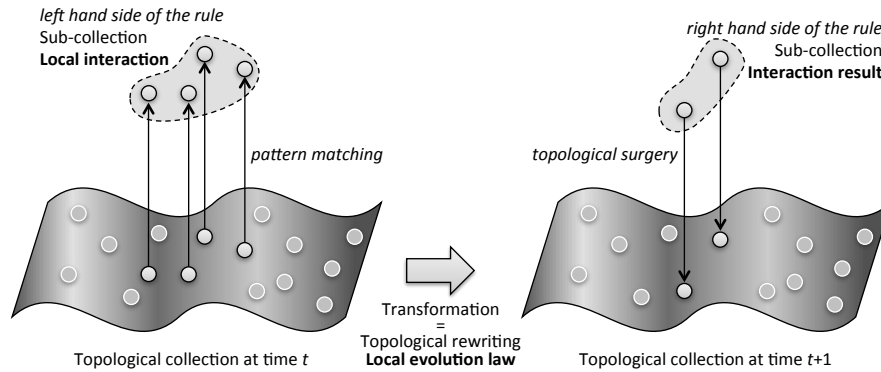 left hand side of the rule
Sub-collection
Local interaction
pattern matching
right hand side of the rule
Sub-collection
Interaction result
topological surgery
Transformation
=
Topological rewriting
Local evolution law
Topological collection at time t
Topological collection at time t+1